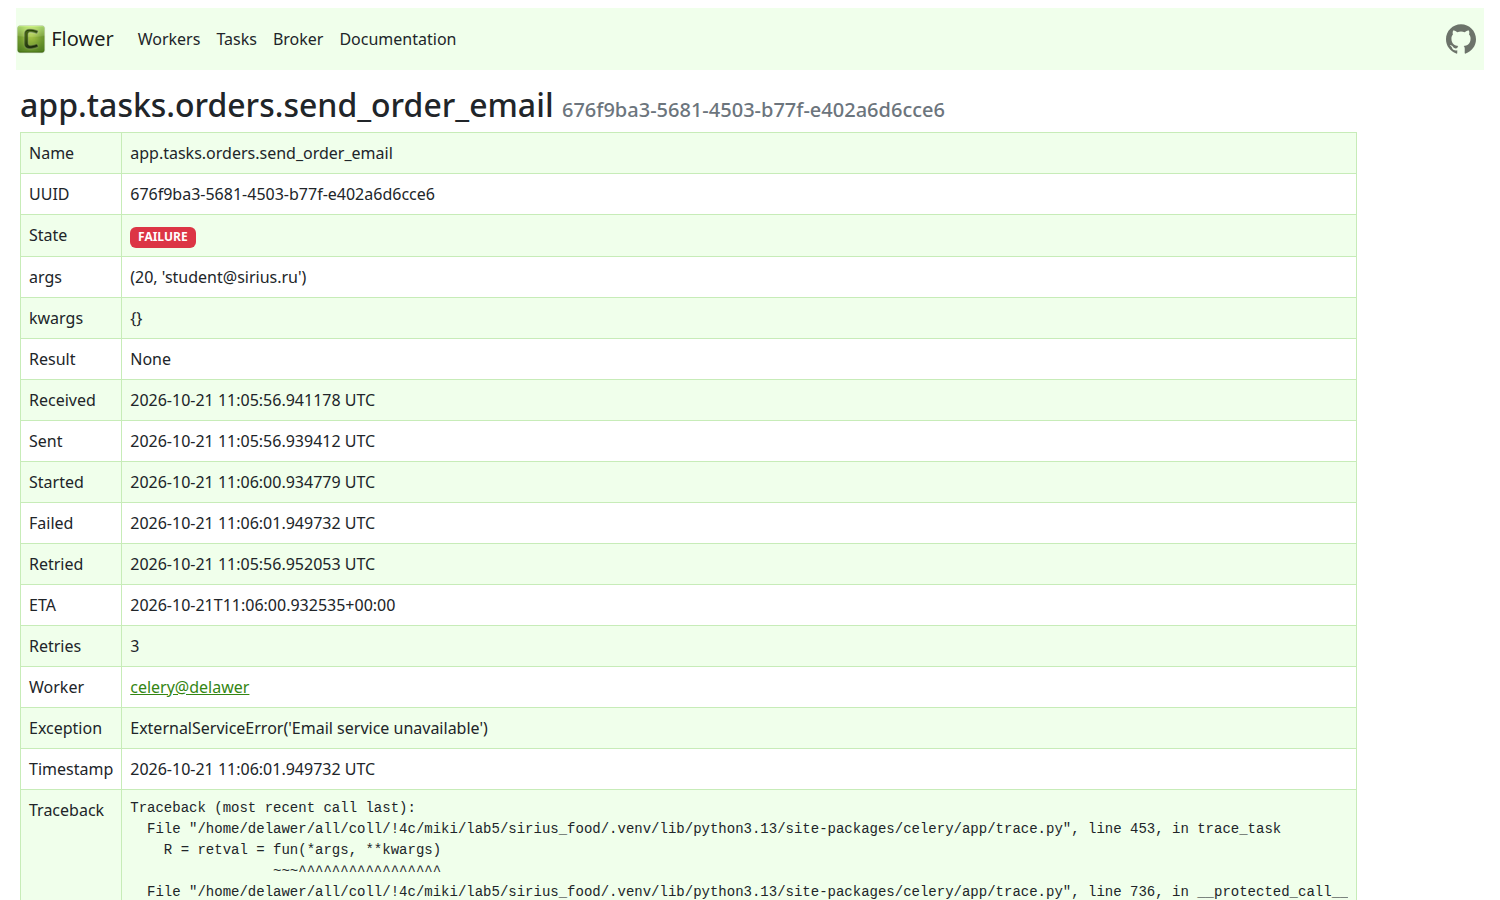 C Flower Workers Tasks Broker Documentation
app.tasks.orders.send_order_email 676f9ba3-5681-4503-b77f-e402a6d6cce6
Name app.tasks.orders.send_order_email
UUID 676f9ba3-5681-4503-b77f-e402a6d6cce6
State FAILURE
args (20, 'student@sirius.ru')
kwargs {}
Result None
Received 2026-10-21 11:05:56.941178 UTC
Sent 2026-10-21 11:05:56.939412 UTC
Started 2026-10-21 11:06:00.934779 UTC
Failed 2026-10-21 11:06:01.949732 UTC
Retried 2026-10-21 11:05:56.952053 UTC
ETA 2026-10-21T11:06:00.932535+00:00
Retries 3
Worker celery@delawer
Exception ExternalServiceError('Email service unavailable')
Timestamp 2026-10-21 11:06:01.949732 UTC
Traceback Traceback (most recent call last):
File "/home/delawer/all/coll/!4c/miki/lab5/sirius_food/.venv/lib/python3.13/site-packages/celery/app/trace.py", line 453, in trace_task
R = retval = fun(*args, **kwargs)
~~~^^^^^^^^^^^^^^^^^
File "/home/delawer/all/coll/!4c/miki/lab5/sirius_food/.venv/lib/python3.13/site-packages/celery/app/trace.py", line 736, in __protected_call__